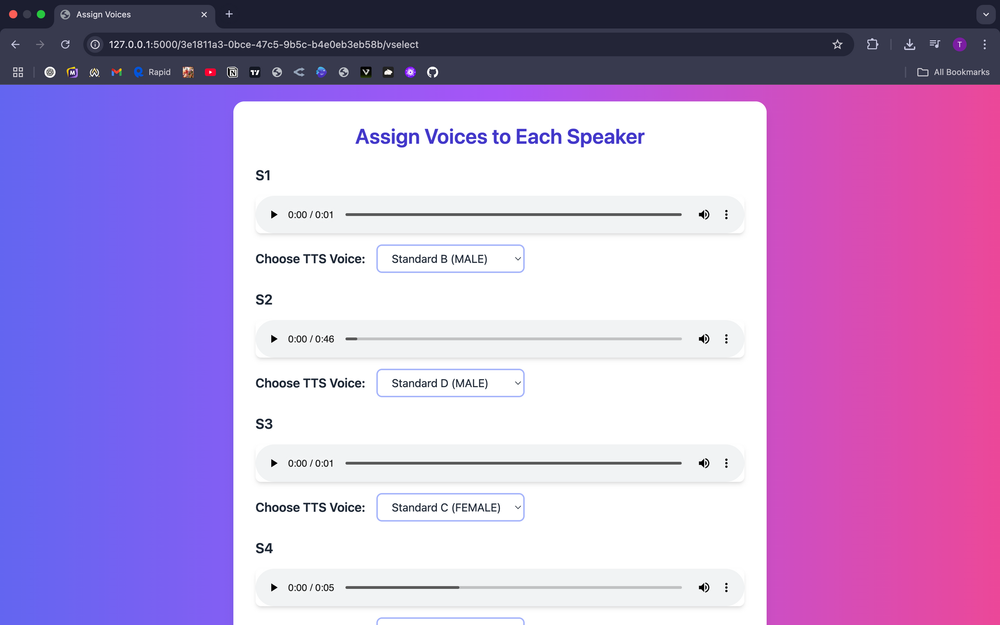 Assign Voices
127.0.0.1:5000/3e1811a3-0bce-47c5-9b5c-b4e0eb3eb58b/vselect
T
Rapid
All Bookmarks
Assign Voices to Each Speaker
S1
0:00 / 0:01
Choose TTS Voice: Standard B (MALE)
S2
0:00 / 0:46
Choose TTS Voice: Standard D (MALE)
S3
0:00 / 0:01
Choose TTS Voice: Standard C (FEMALE)
S4
0:00 / 0:05